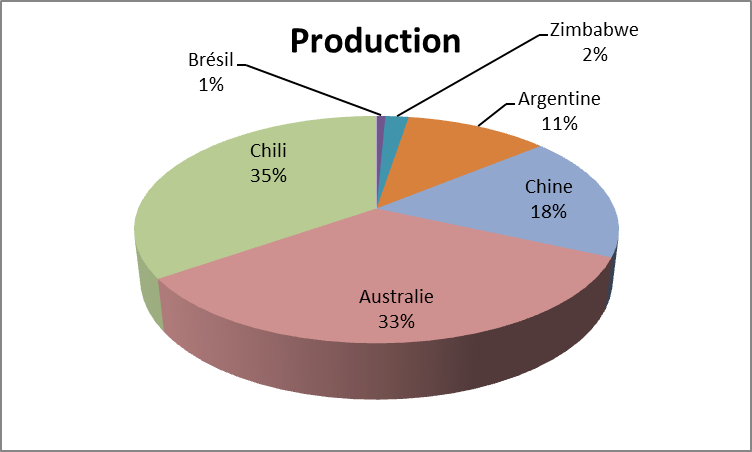 Production
Brésil
1%
Zimbabwe
2%
Argentine
11%
Chine
18%
Australie
33%
Chili
35%